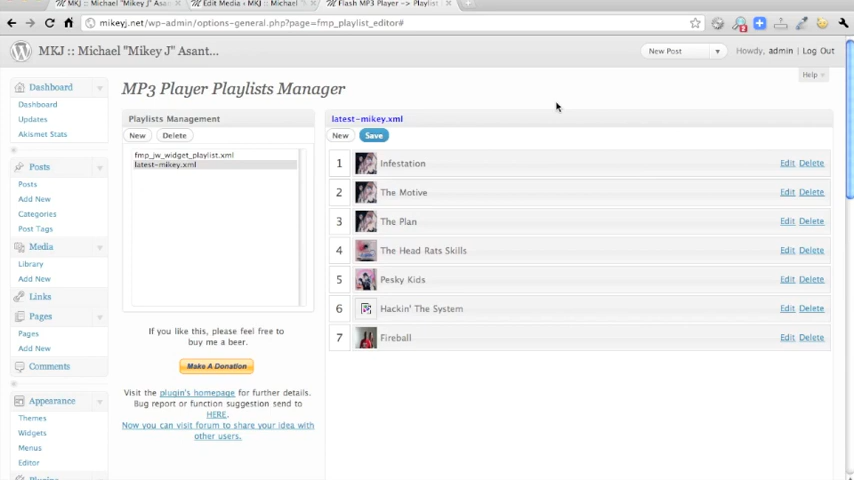 MKJ :: Michael "Mikey J" Asant
Edit Media ‹ MKJ :: Michael
Flash MP3 Player -> Playlist
mikeyj.net/wp-admin/options-general.php?page=fmp_playlist_editor#
MKJ :: Michael "Mikey J" Asant...
New Post
Howdy, admin | Log Out
Help
MP3 Player Playlists Manager
Dashboard
Dashboard
Updates
Akismet Stats
Posts
Posts
Add New
Categories
Post Tags
Media
Library
Add New
Links
Pages
Pages
Add New
Comments
Appearance
Themes
Widgets
Menus
Editor
Plugins
Playlists Management
New
Delete
fmp_jw_widget_playlist.xml
latest-mikey.xml
If you like this, please feel free to
buy me a beer.
Make A Donation
Visit the plugin's homepage for further details.
Bug report or function suggestion send to
HERE.
Now you can visit forum to share your idea with
other users.
latest-mikey.xml
New
Save
1 Infestation Edit Delete
2 The Motive Edit Delete
3 The Plan Edit Delete
4 The Head Rats Skills Edit Delete
5 Pesky Kids Edit Delete
6 Hackin' The System Edit Delete
7 Fireball Edit Delete